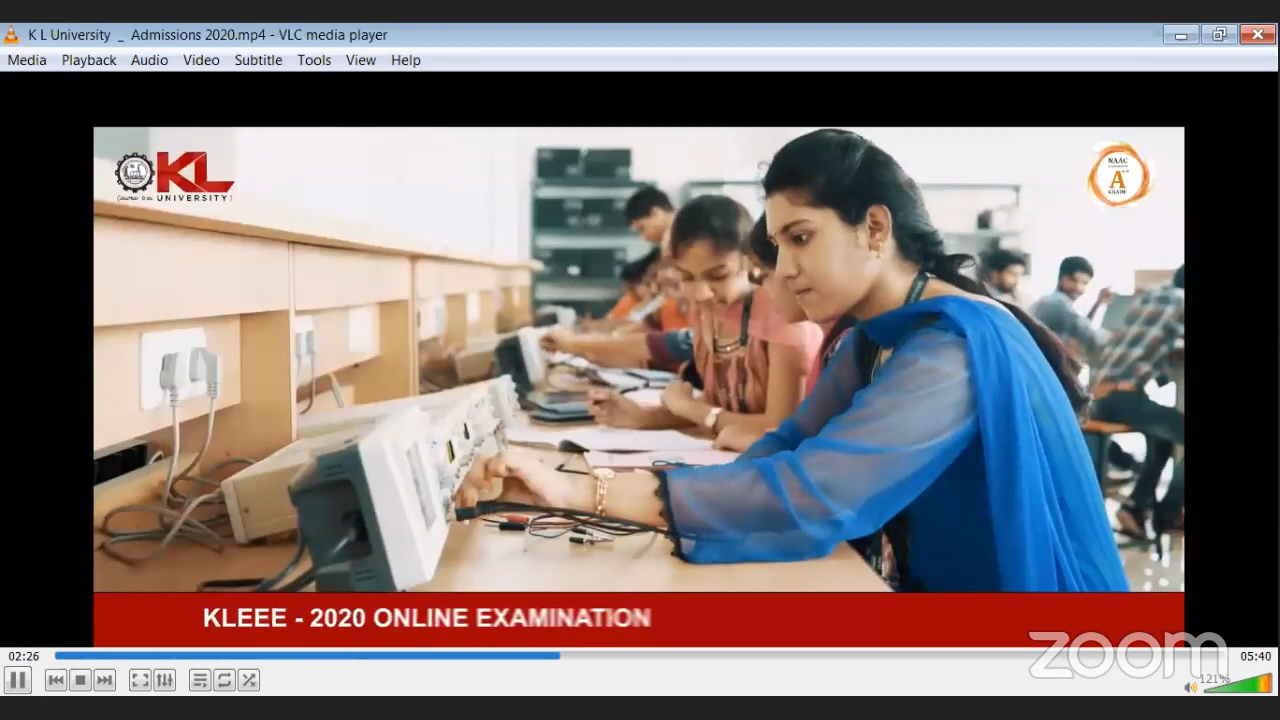 K L University _ Admissions 2020.mp4 - VLC media player
Media Playback Audio Video Subtitle Tools View Help
KL
UNIVERSITY
NAAC
A++
GRADE
KLEEE - 2020 ONLINE EXAMINATION
02:26
05:40
zoom
121%